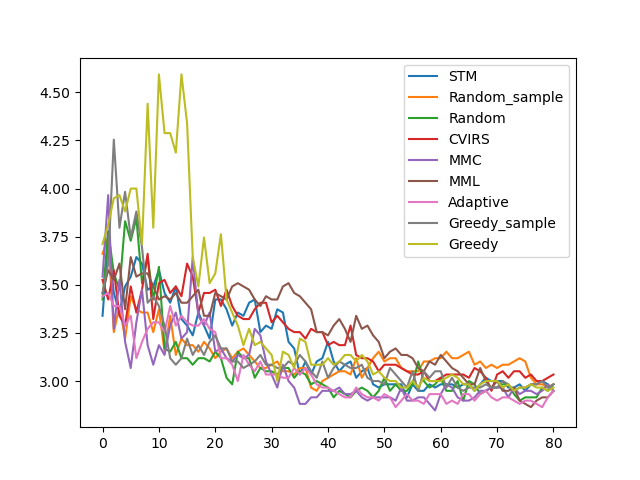 4.50
4.25
4.00
3.75
3.50
3.25
3.00
0
10
20
30
40
50
60
70
80
STM
Random_sample
Random
CVIRS
MMC
MML
Adaptive
Greedy_sample
Greedy